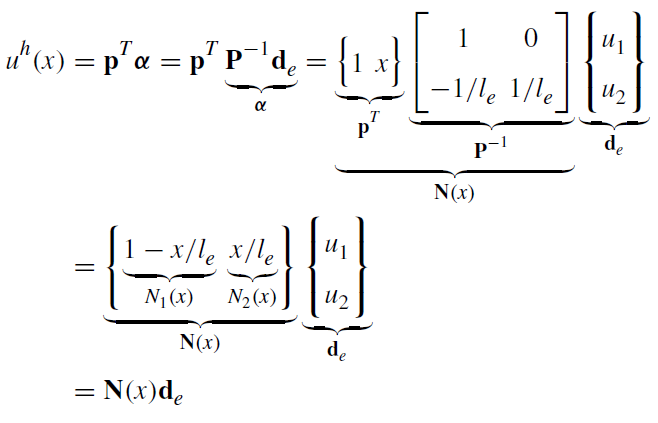 u^h(x) = p^T α = p^T P^{-1} d_e = {1 x} [1 0; −1/l_e 1/l_e] {u_1; u_2}
α p^T P^{-1} d_e
N(x)
= {1 − x/l_e x/l_e} {u_1; u_2}
N_1(x) N_2(x)
N(x) d_e
= N(x)d_e